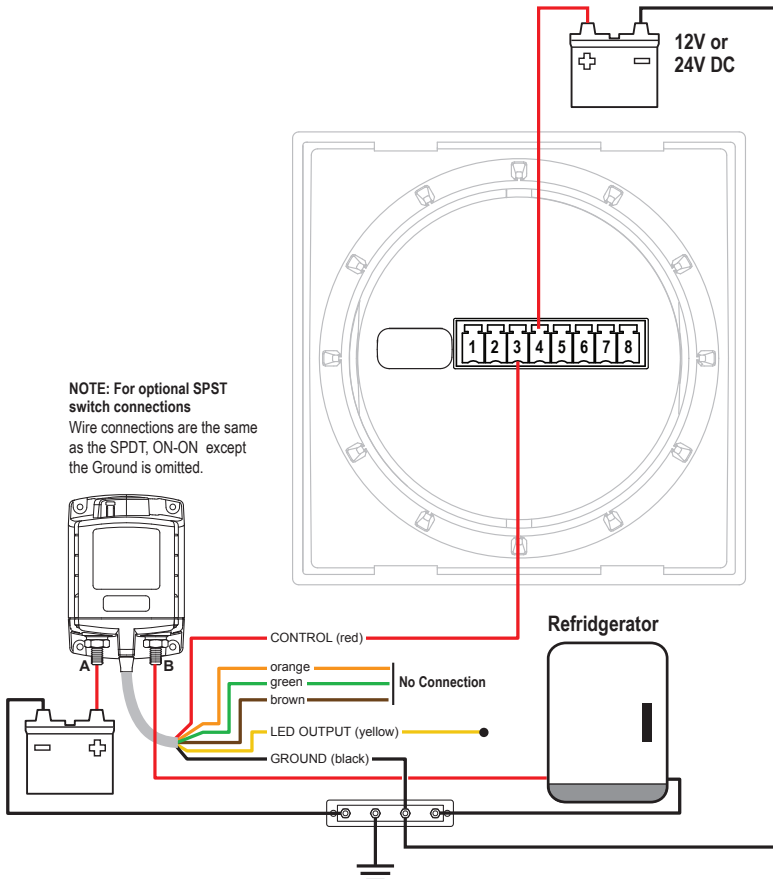 12V or
24V DC
1 2 3 4 5 6 7 8
NOTE: For optional SPST
switch connections
Wire connections are the same
as the SPDT, ON-ON except
the Ground is omitted.
A
B
CONTROL (red)
orange
green
brown
No Connection
LED OUTPUT (yellow)
GROUND (black)
Refridgerator